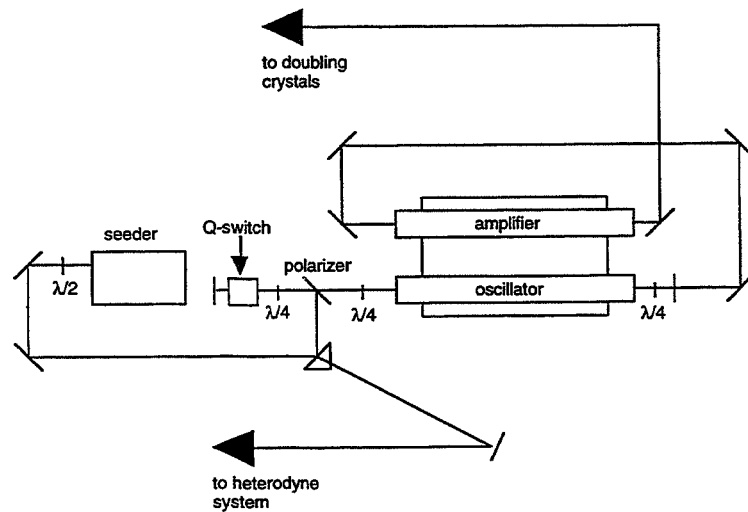 to doubling
crystals
amplifier
seeder
Q-switch
polarizer
oscillator
λ/2
λ/4
λ/4
λ/4
to heterodyne
system